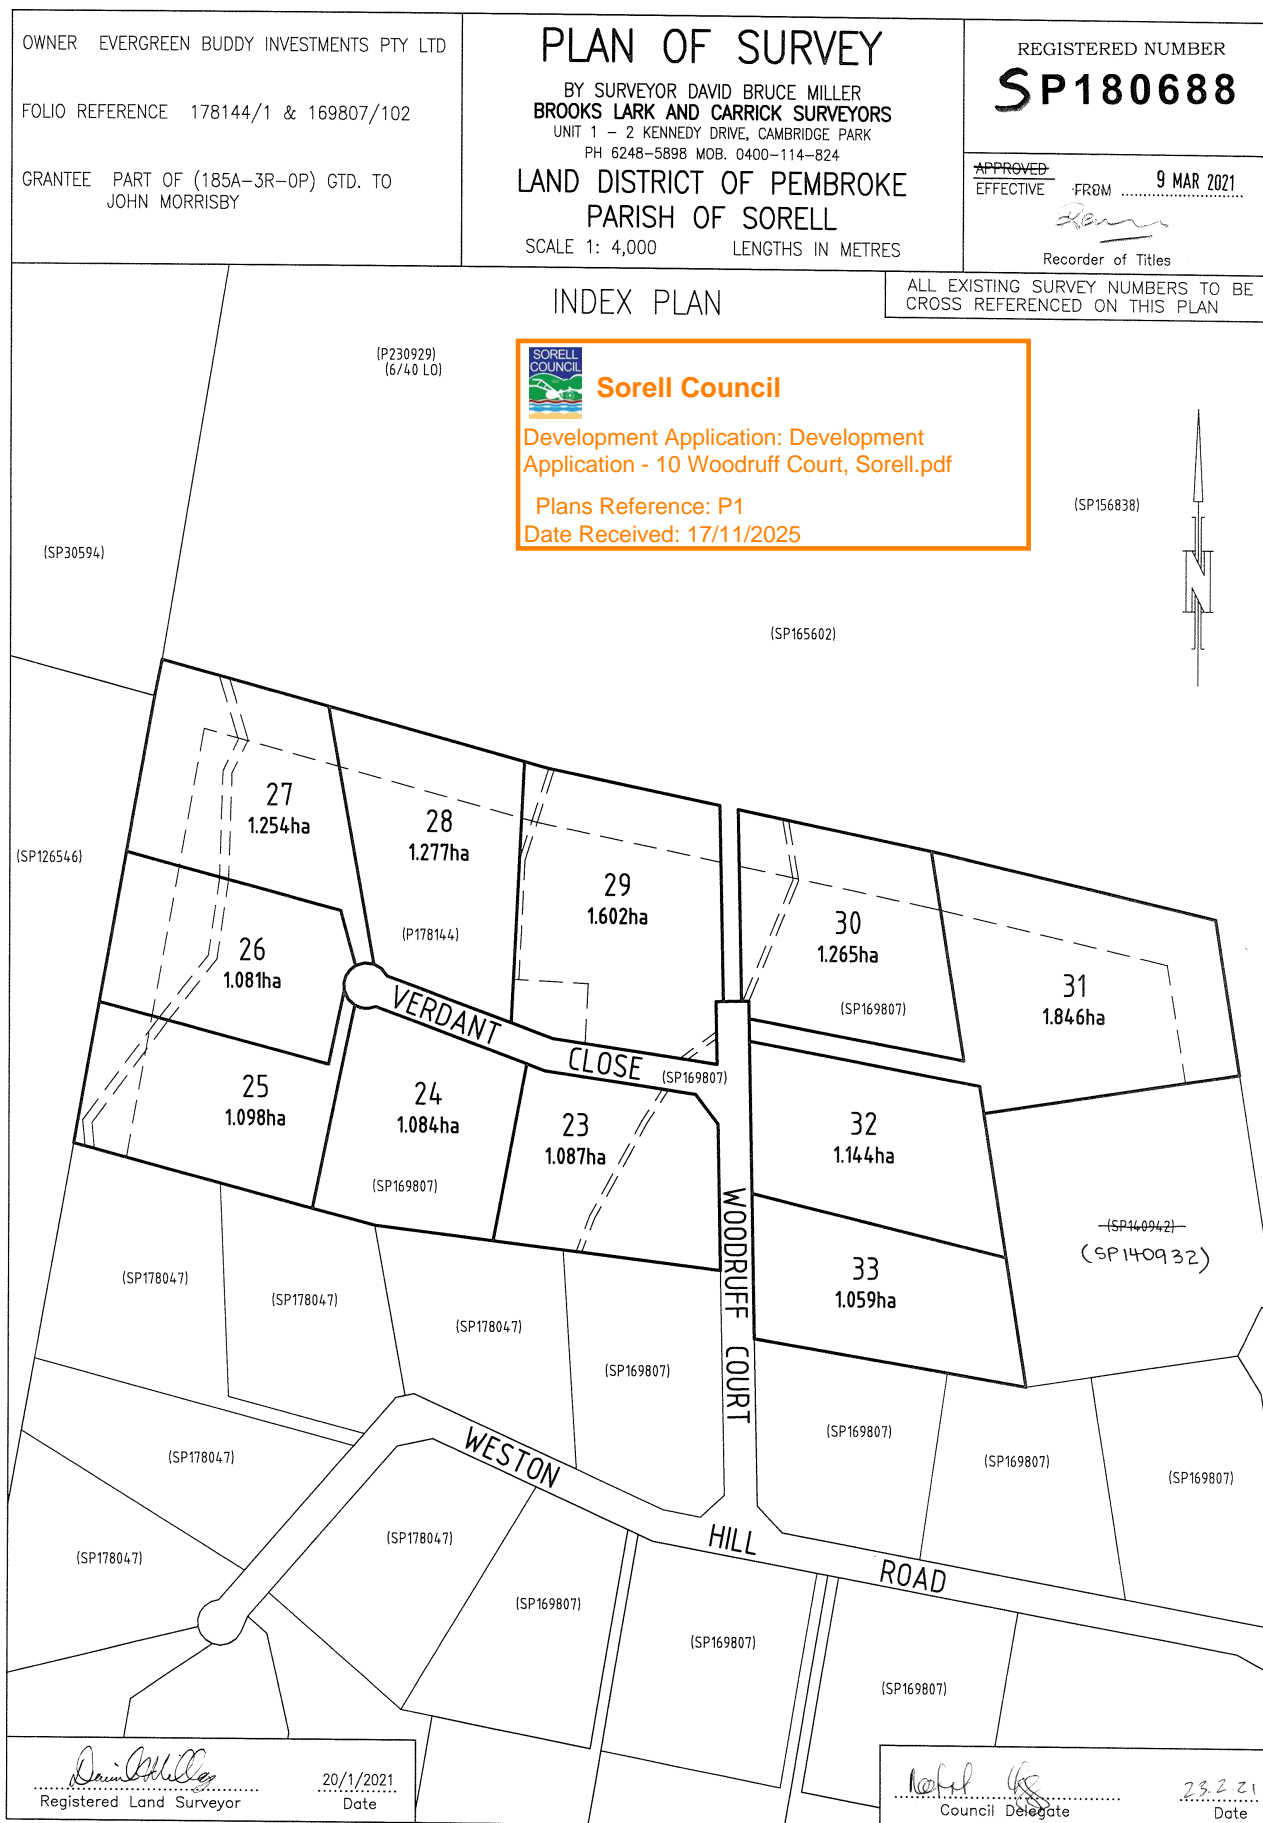 OWNER EVERGREEN BUDDY INVESTMENTS PTY LTD
FOLIO REFERENCE 178144/1 & 169807/102
GRANTEE PART OF (185A-3R-0P) GTD. TO
JOHN MORRISBY
PLAN OF SURVEY
BY SURVEYOR DAVID BRUCE MILLER
BROOKS LARK AND CARRICK SURVEYORS
UNIT 1 - 2 KENNEDY DRIVE, CAMBRIDGE PARK
PH 6248-5898 MOB. 0400-114-824
LAND DISTRICT OF PEMBROKE
PARISH OF SORELL
SCALE 1: 4,000 LENGTHS IN METRES
REGISTERED NUMBER
SP180688
APPROVED
EFFECTIVE FROM 9 MAR 2021
Recorder of Titles
INDEX PLAN
ALL EXISTING SURVEY NUMBERS TO BE
CROSS REFERENCED ON THIS PLAN
(P230929)
(6/40 LO)
SORELL
COUNCIL
Sorell Council
Development Application: Development
Application - 10 Woodruff Court, Sorell.pdf
Plans Reference: P1
Date Received: 17/11/2025
(SP156838)
N
(SP30594)
(SP165602)
27
1.254ha
28
1.277ha
(SP126546)
29
1.602ha
30
1.265ha
(P178144)
26
1.081ha
31
1.846ha
(SP169807)
VERDANT CLOSE
(SP169807)
25
1.098ha
24
1.084ha
23
1.087ha
32
1.144ha
(SP169807)
WOODRUFF COURT
(SP140942)
(SP140932)
33
1.059ha
(SP178047)
(SP178047)
(SP178047)
(SP169807)
(SP169807)
(SP169807)
(SP169807)
(SP178047)
WESTON HILL ROAD
(SP178047)
(SP178047)
(SP169807)
(SP169807)
(SP169807)
20/1/2021
Registered Land Surveyor Date
23.2.21
Council Delegate Date